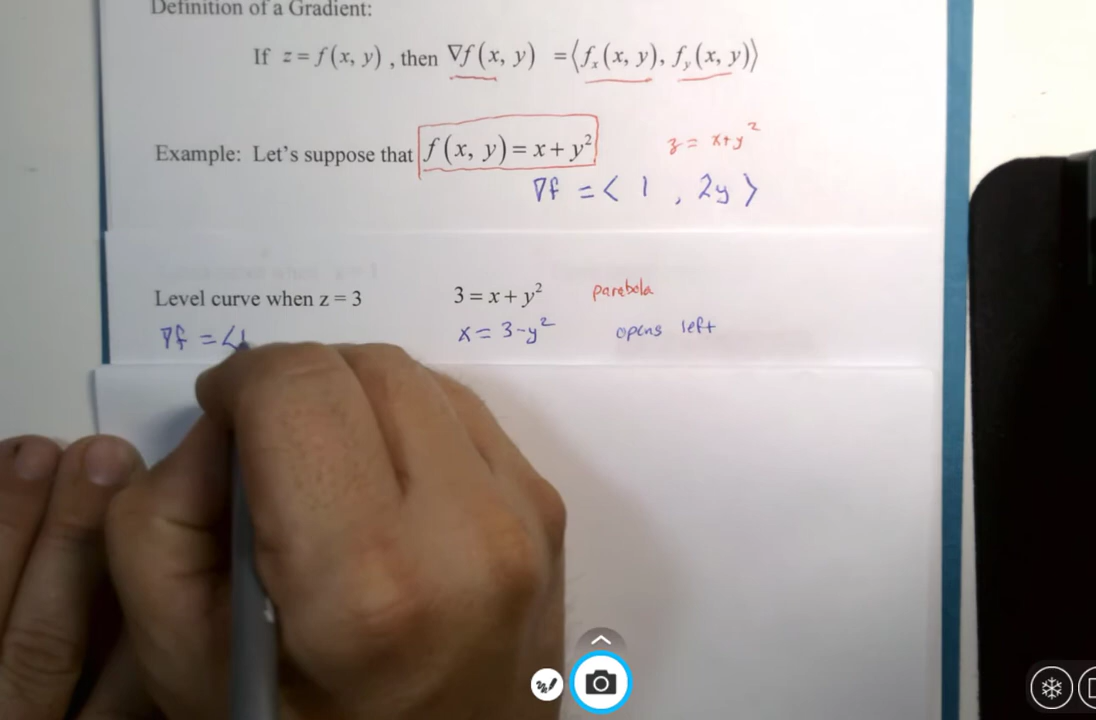 Definition of a Gradient:
If z = f(x, y) , then ∇f(x, y) = ⟨fₓ(x, y), f_y(x, y)⟩
Example: Let's suppose that f(x, y) = x + y² z = x+y²
∇f = < 1 , 2y >
Level curve when z = 3 3 = x + y² parabola
∇f = <1 x = 3-y² opens left